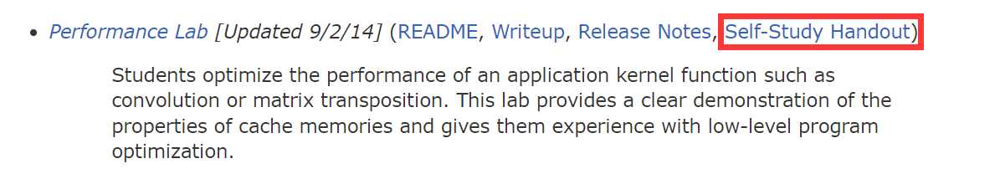 • Performance Lab [Updated 9/2/14] (README, Writeup, Release Notes, Self-Study Handout)
Students optimize the performance of an application kernel function such as
convolution or matrix transposition. This lab provides a clear demonstration of the
properties of cache memories and gives them experience with low-level program
optimization.